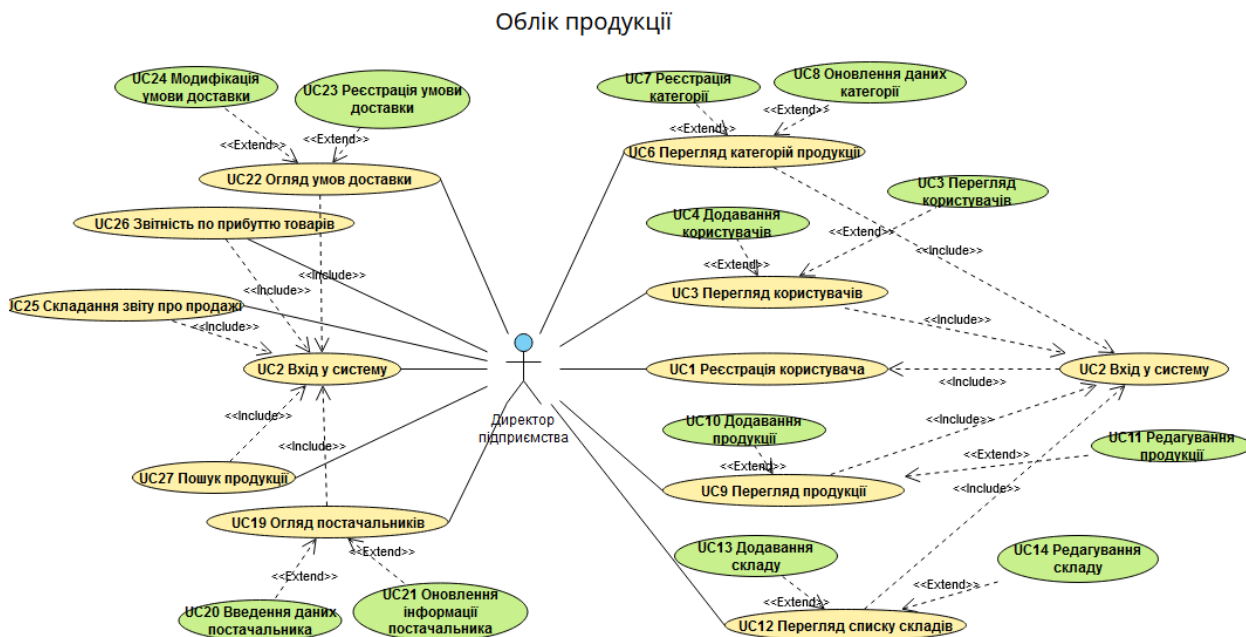 Облік продукції
UC24 Модифікація
умови доставки
UC23 Реєстрація умови
доставки
UC7 Реєстрація
категорії
UC8 Оновлення даних
категорії
<<Extend>>
<<Extend>>
<<Extend>>
<<Extend>>
UC22 Огляд умов доставки
UC6 Перегляд категорій продукції
UC3 Перегляд
користувачів
UC26 Звітність по прибуттю товарів
UC4 Додавання
користувачів
<<Extend>>
<<Include>>
<<Extend>>
<<Include>>
<<Include>>
UC25 Складання звіту про продажі
UC3 Перегляд користувачів
<<Include>>
<<Include>>
UC2 Вхід у систему
UC1 Реєстрація користувача
<<Include>>
UC2 Вхід у систему
<<Include>>
Директор
підприємства
UC10 Додавання
продукції
<<Include>>
<<Include>>
UC11 Редагування
продукції
<<Extend>>
<<Extend>>
UC27 Пошук продукції
UC9 Перегляд продукції
<<Include>>
UC19 Огляд постачальників
UC13 Додавання
складу
UC14 Редагування
складу
<<Extend>>
<<Extend>>
<<Extend>>
<<Extend>>
UC20 Введення даних
постачальника
UC21 Оновлення
інформації
постачальника
UC12 Перегляд списку складів